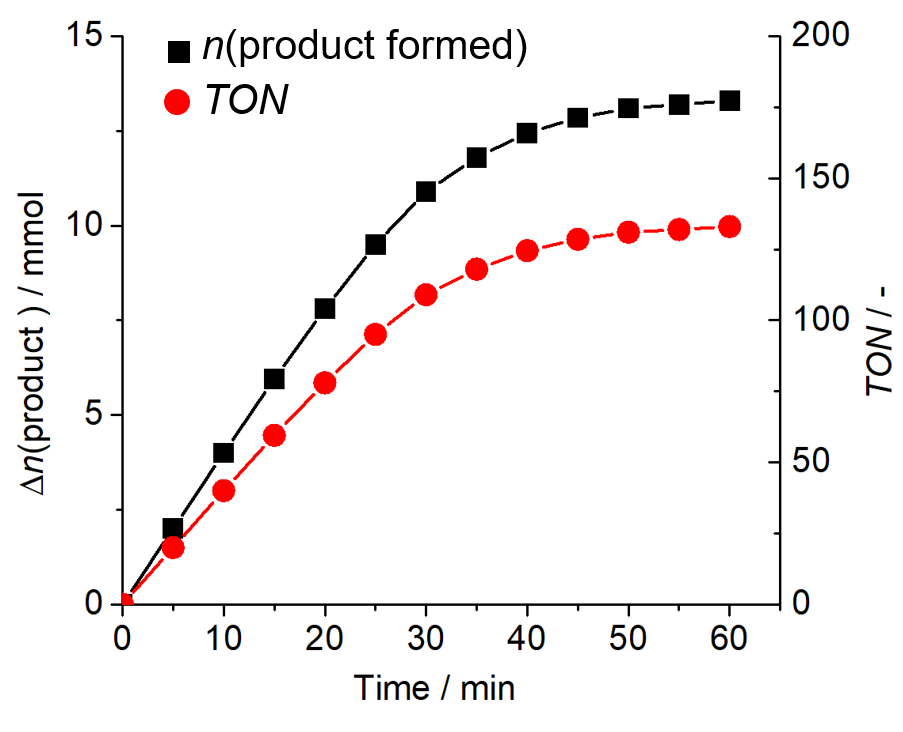 n(product formed)
TON
15
10
5
0
Δn(product ) / mmol
200
150
100
50
0
TON / -
0 10 20 30 40 50 60
Time / min